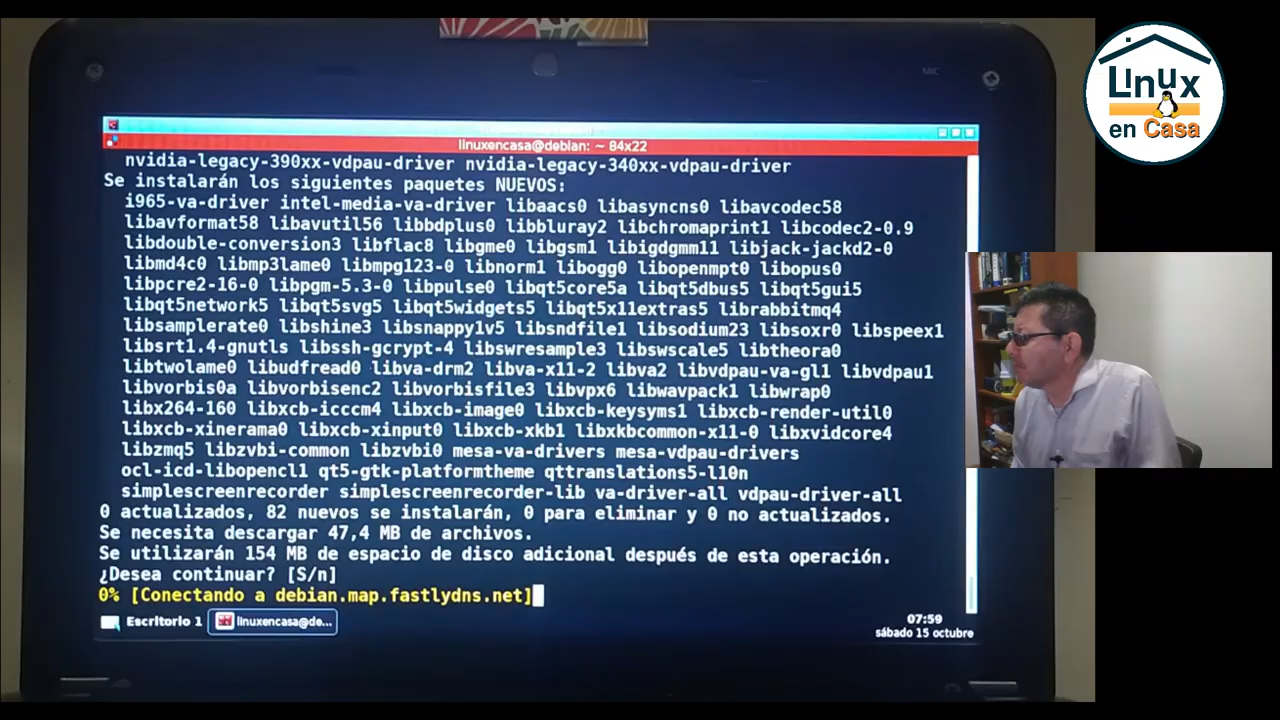 LInux
en Casa
MIC
linuxencasa@debian: ~ 84x22
nvidia-legacy-390xx-vdpau-driver nvidia-legacy-340xx-vdpau-driver
Se instalarán los siguientes paquetes NUEVOS:
i965-va-driver intel-media-va-driver libaacs0 libasyncns0 libavcodec58
libavformat58 libavutil56 libbdplus0 libbluray2 libchromaprint1 libcodec2-0.9
libdouble-conversion3 libflac8 libgme0 libgsm1 libigdgmm11 libjack-jackd2-0
libmd4c0 libmp3lame0 libmpg123-0 libnorm1 libogg0 libopenmpt0 libopus0
libpcre2-16-0 libpgm-5.3-0 libpulse0 libqt5core5a libqt5dbus5 libqt5gui5
libqt5network5 libqt5svg5 libqt5widgets5 libqt5x11extras5 librabbitmq4
libsamplerate0 libshine3 libsnappy1v5 libsndfile1 libsodium23 libsoxr0 libspeex1
libsrt1.4-gnutls libssh-gcrypt-4 libswresample3 libswscale5 libtheora0
libtwolame0 libudfread0 libva-drm2 libva-x11-2 libva2 libvdpau-va-gl1 libvdpau1
libvorbis0a libvorbisenc2 libvorbisfile3 libvpx6 libwavpack1 libwrap0
libx264-160 libxcb-icccm4 libxcb-image0 libxcb-keysyms1 libxcb-render-util0
libxcb-xinerama0 libxcb-xinput0 libxcb-xkb1 libxkbcommon-x11-0 libxvidcore4
libzmq5 libzvbi-common libzvbi0 mesa-va-drivers mesa-vdpau-drivers
ocl-icd-libopencl1 qt5-gtk-platformtheme qttranslations5-l10n
simplescreenrecorder simplescreenrecorder-lib va-driver-all vdpau-driver-all
0 actualizados, 82 nuevos se instalarán, 0 para eliminar y 0 no actualizados.
Se necesita descargar 47,4 MB de archivos.
Se utilizarán 154 MB de espacio de disco adicional después de esta operación.
¿Desea continuar? [S/n]
0% [Conectando a debian.map.fastlydns.net]
Escritorio 1
linuxencasa@de...
07:59
sábado 15 octubre